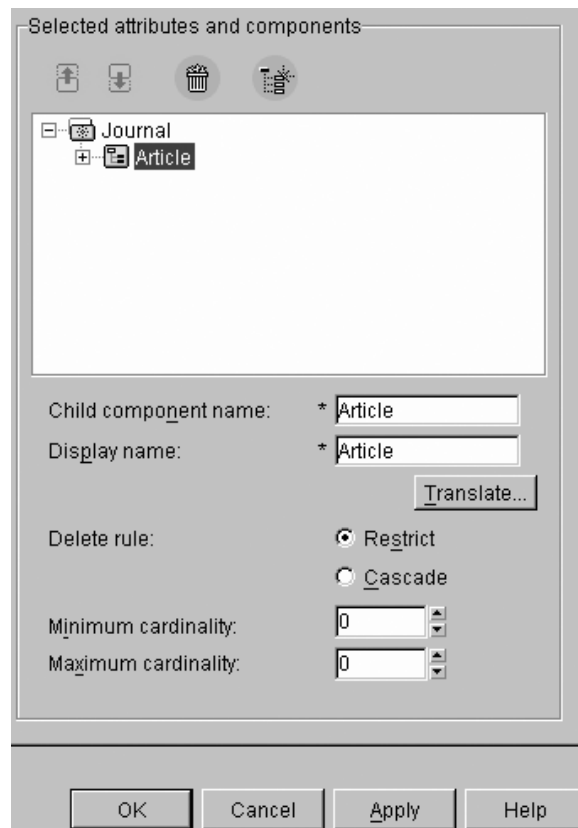 Selected attributes and components
Journal
Article
Child component name: * Article
Display name: * Article
Translate...
Delete rule: Restrict
Cascade
Minimum cardinality: 0
Maximum cardinality: 0
OK Cancel Apply Help